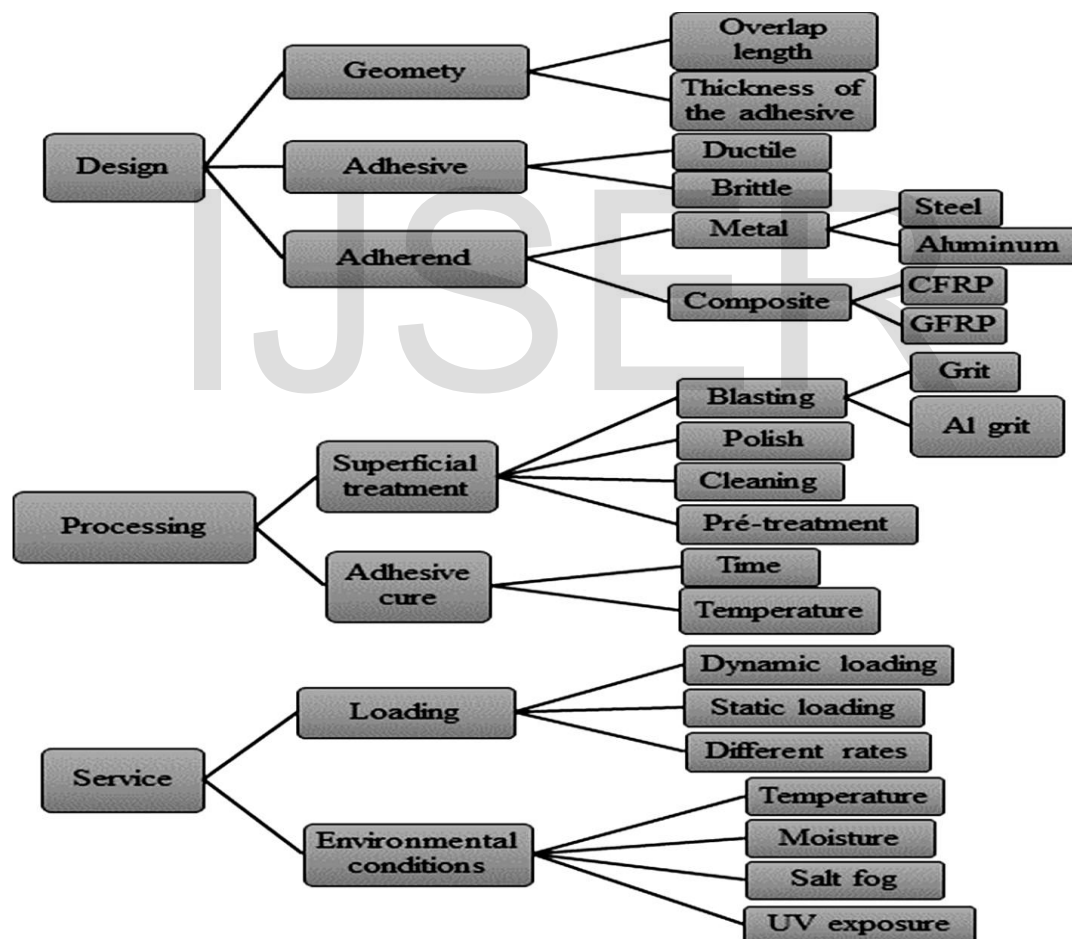 Overlap
length
Geomety
Thickness of
the adhesive
Design
Adhesive
Ductile
Brittle
Adherend
Metal
Steel
Aluminum
Composite
CFRP
GFRP
IJSER
Processing
Superficial
treatment
Blasting
Grit
Al grit
Polish
Cleaning
Pré-treatment
Adhesive
cure
Time
Temperature
Service
Loading
Dynamic loading
Static loading
Different rates
Environmental
conditions
Temperature
Moisture
Salt fog
UV exposure